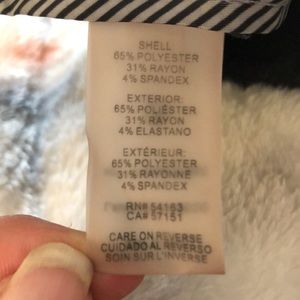 SHELL
65% POLYESTER
31% RAYON
4% SPANDEX
EXTERIOR:
65% POLIÉSTER
31% RAYON
4% ELASTANO
EXTÉRIEUR:
65% POLYESTER
31% RAYONNE
4% SPANDEX
RN# 54163
CA# 57151
CARE ON REVERSE
CUIDADO AL REVERSO
SOIN SUR L'INVERSE